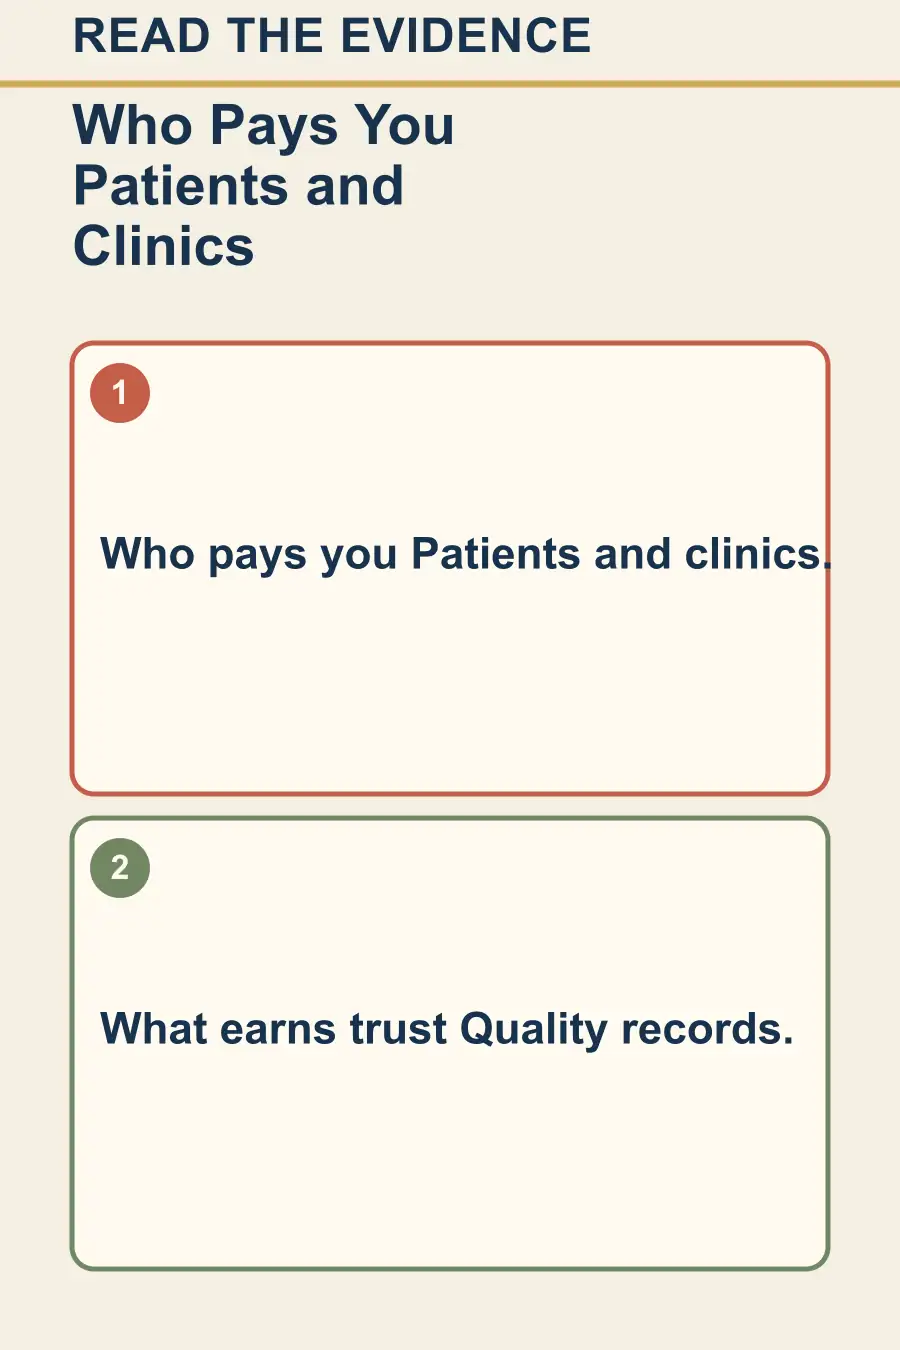 READ THE EVIDENCE
Who Pays You
Patients and
Clinics
1
Who pays you Patients and clinics.
2
What earns trust Quality records.